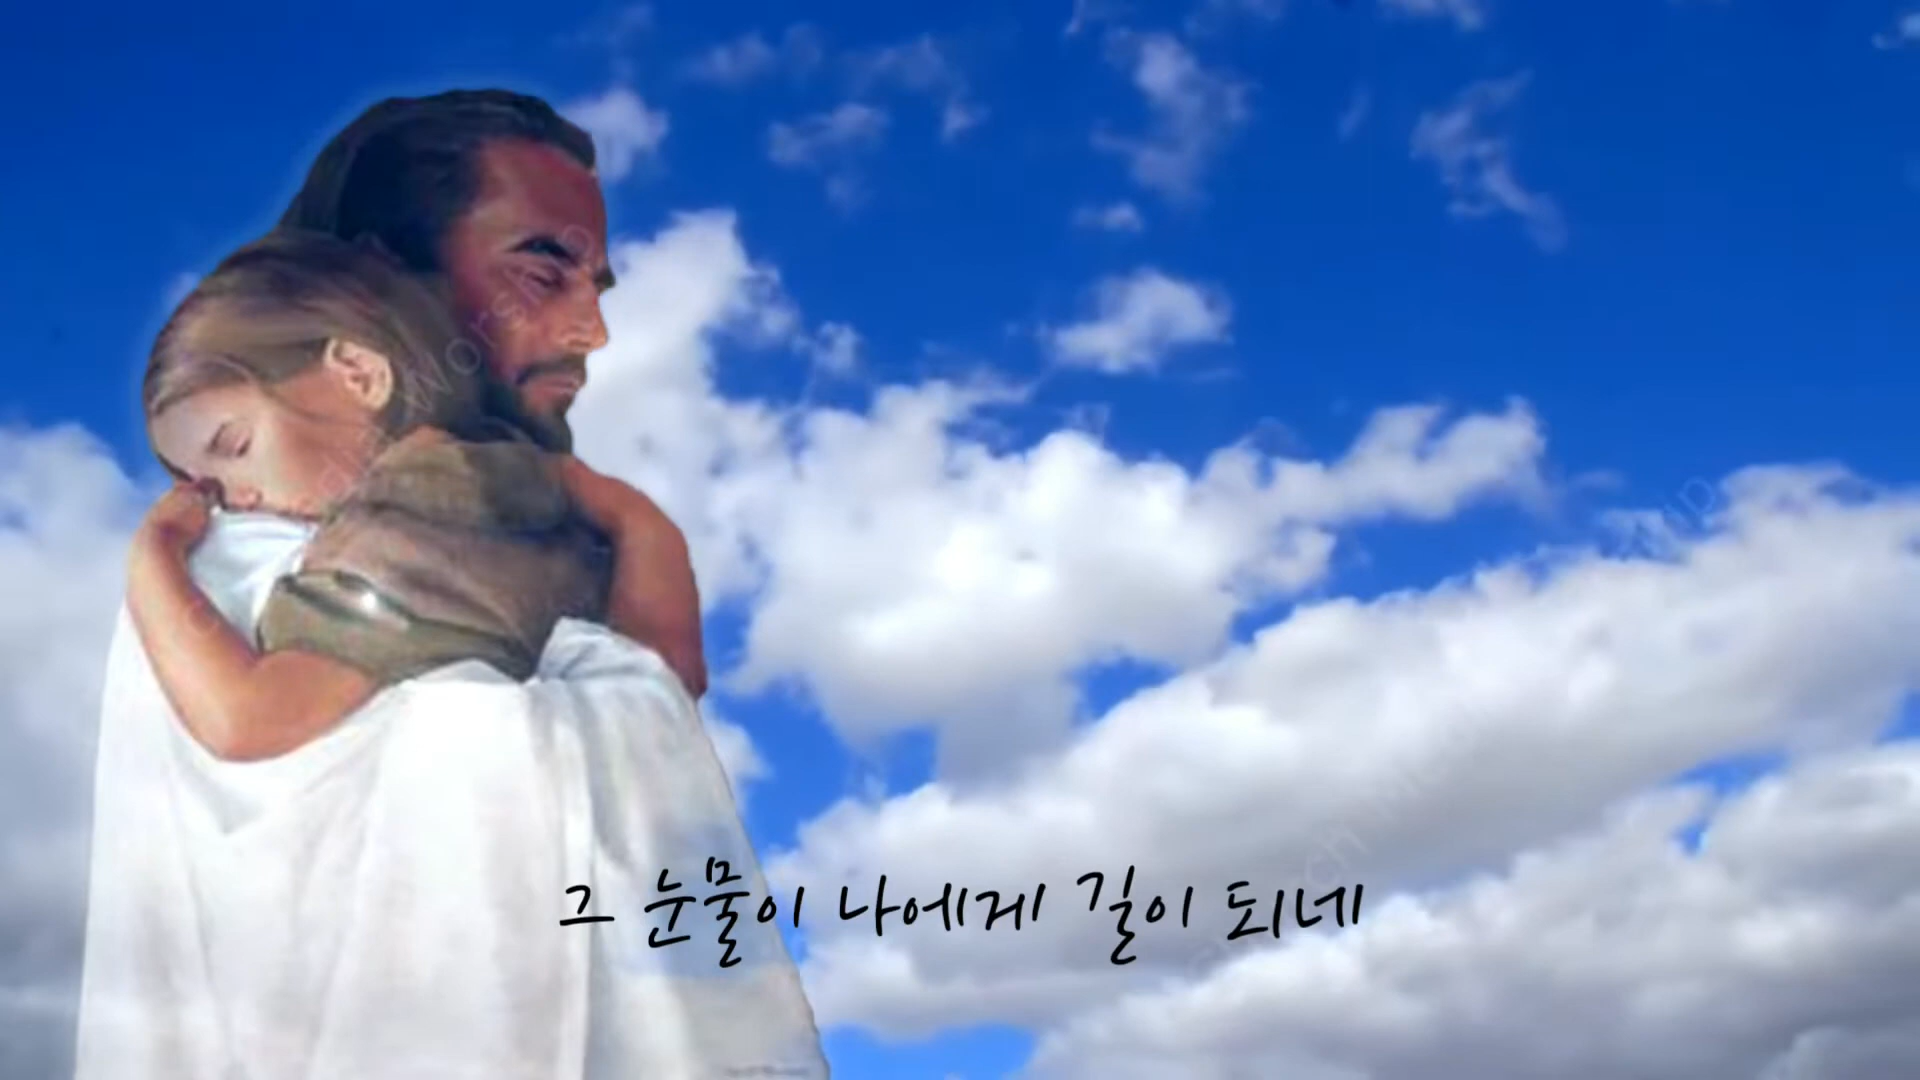 그 눈물이 나에게 길이 되네